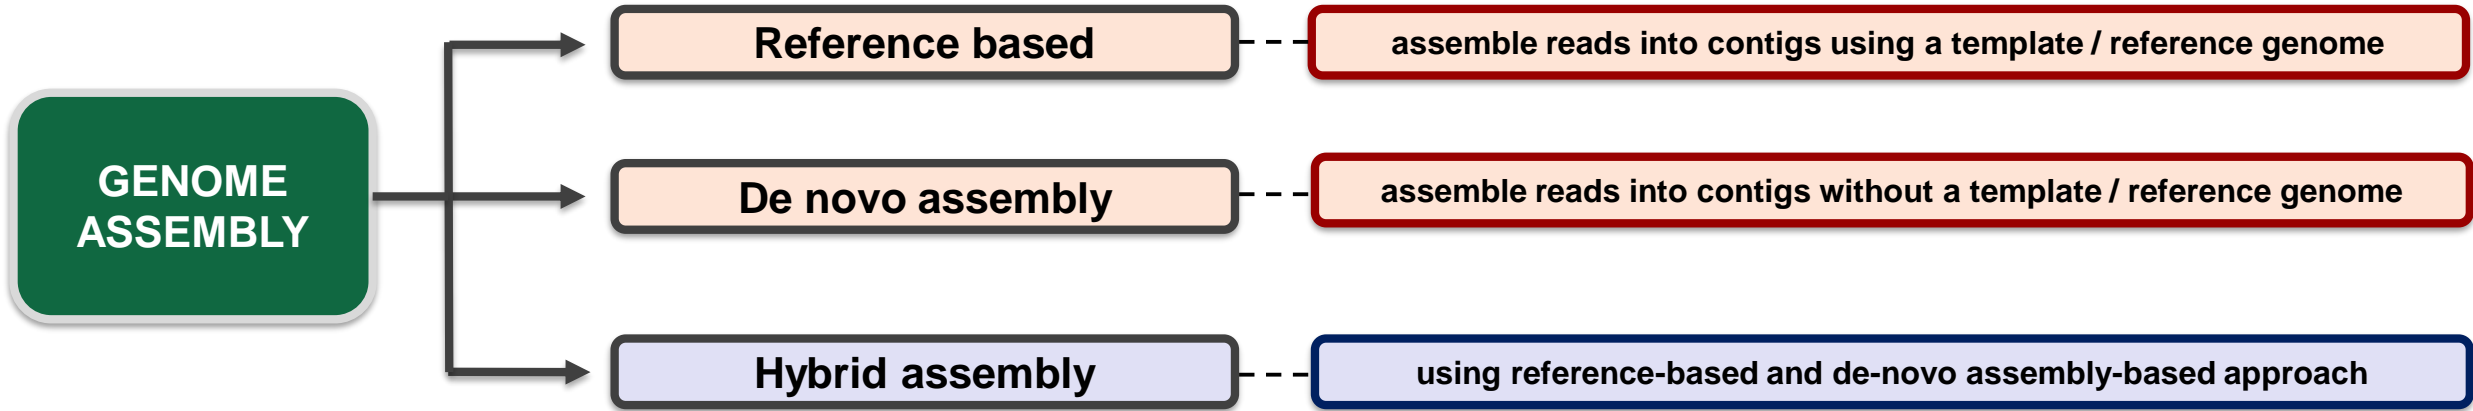 GENOME
ASSEMBLY
Reference based
assemble reads into contigs using a template / reference genome
De novo assembly
assemble reads into contigs without a template / reference genome
Hybrid assembly
using reference-based and de-novo assembly-based approach